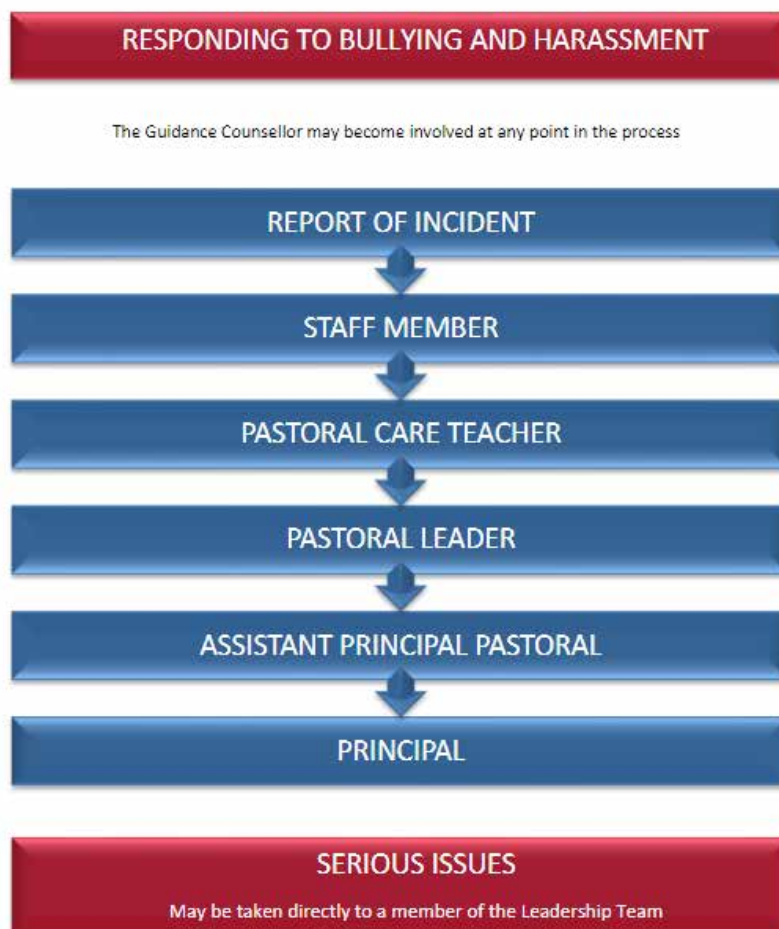 RESPONDING TO BULLYING AND HARASSMENT
The Guidance Counsellor may become involved at any point in the process
REPORT OF INCIDENT
STAFF MEMBER
PASTORAL CARE TEACHER
PASTORAL LEADER
ASSISTANT PRINCIPAL PASTORAL
PRINCIPAL
SERIOUS ISSUES
May be taken directly to a member of the Leadership Team